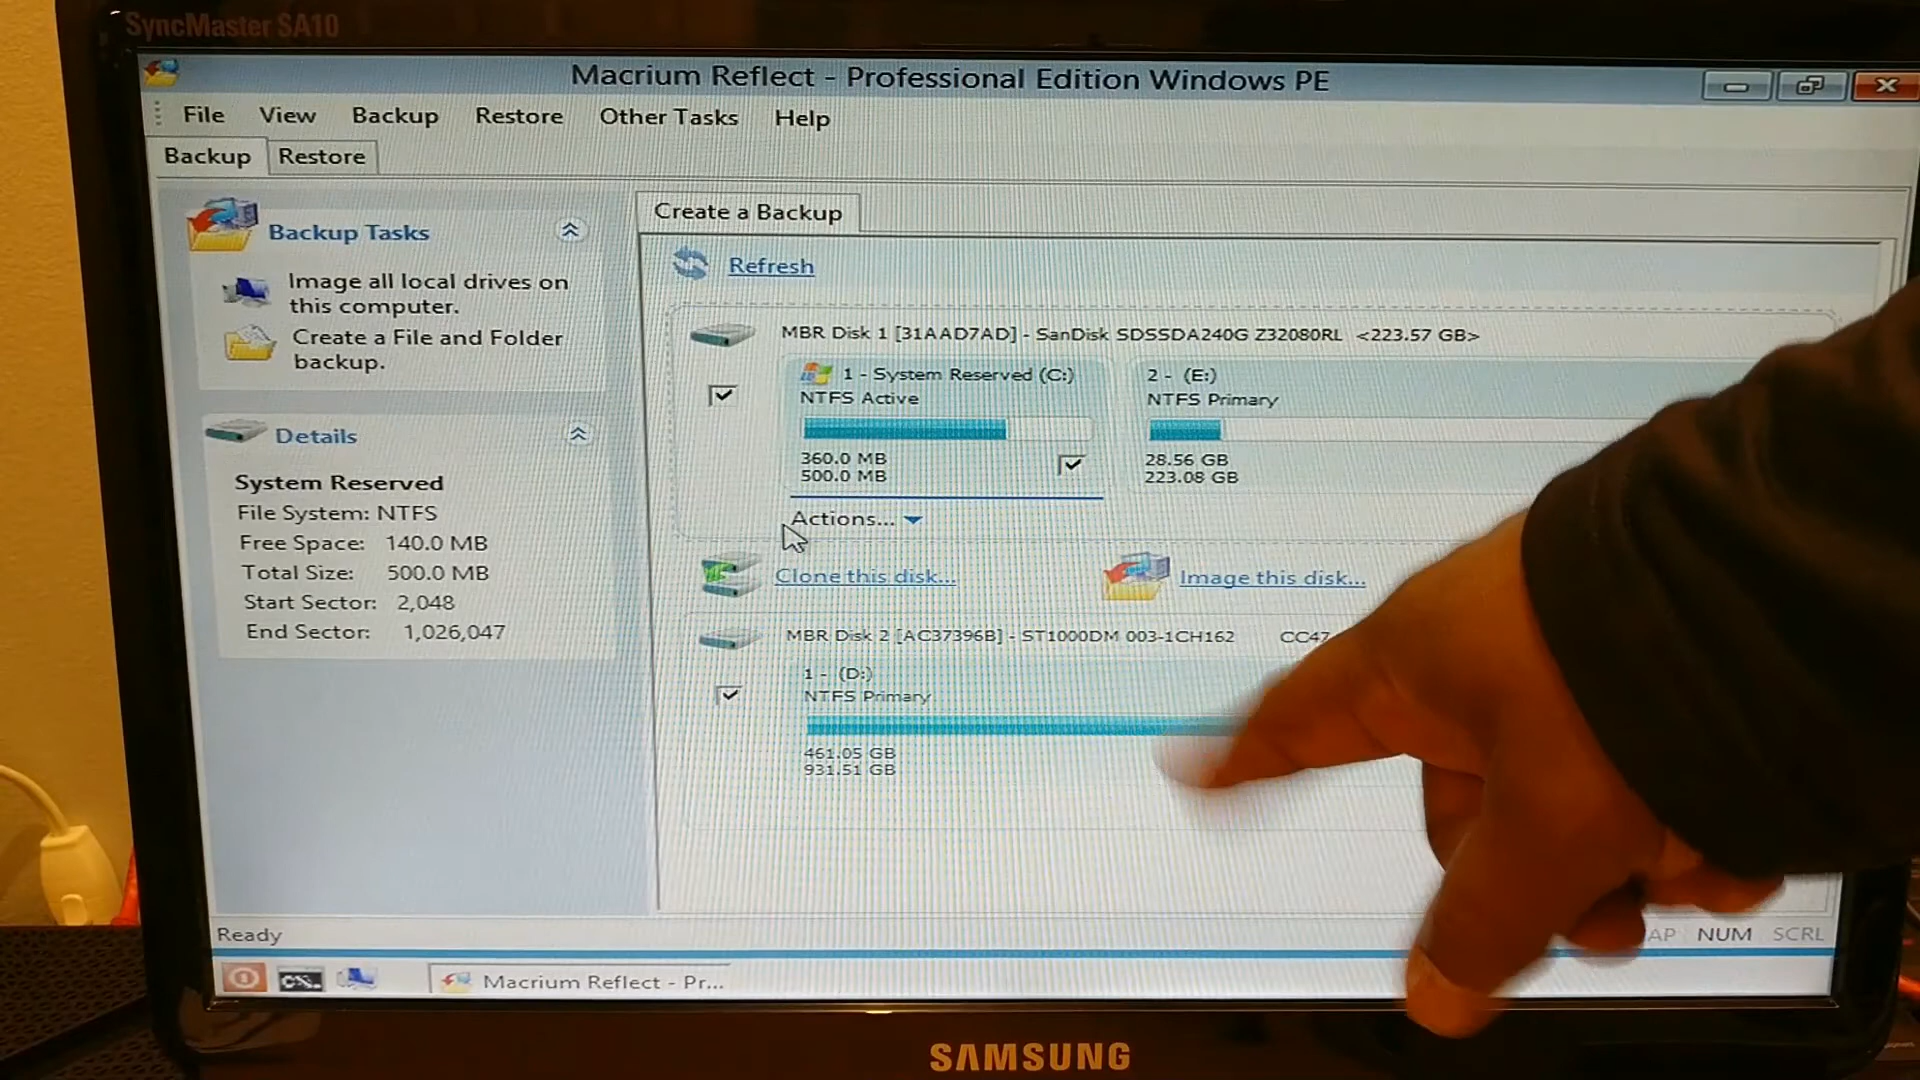 SyncMaster SA10
Macrium Reflect - Professional Edition Windows PE
File View Backup Restore Other Tasks Help
Backup Restore
Backup Tasks
Image all local drives on
this computer.
Create a File and Folder
backup.
Details
System Reserved
File System: NTFS
Free Space: 140.0 MB
Total Size: 500.0 MB
Start Sector: 2,048
End Sector: 1,026,047
Create a Backup
Refresh
MBR Disk 1 [31AAD7AD] - SanDisk SDSSDA240G Z32080RL <223.57 GB>
1 - System Reserved (C:)
NTFS Active
360.0 MB
500.0 MB
2 - (E:)
NTFS Primary
28.56 GB
223.08 GB
Actions...
Clone this disk... Image this disk...
MBR Disk 2 [AC37396B] - ST1000DM 003-1CH162 CC47
1 - (D:)
NTFS Primary
461.05 GB
931.51 GB
Ready
AP NUM SCRL
C:\.
Macrium Reflect - Pr...
SAMSUNG